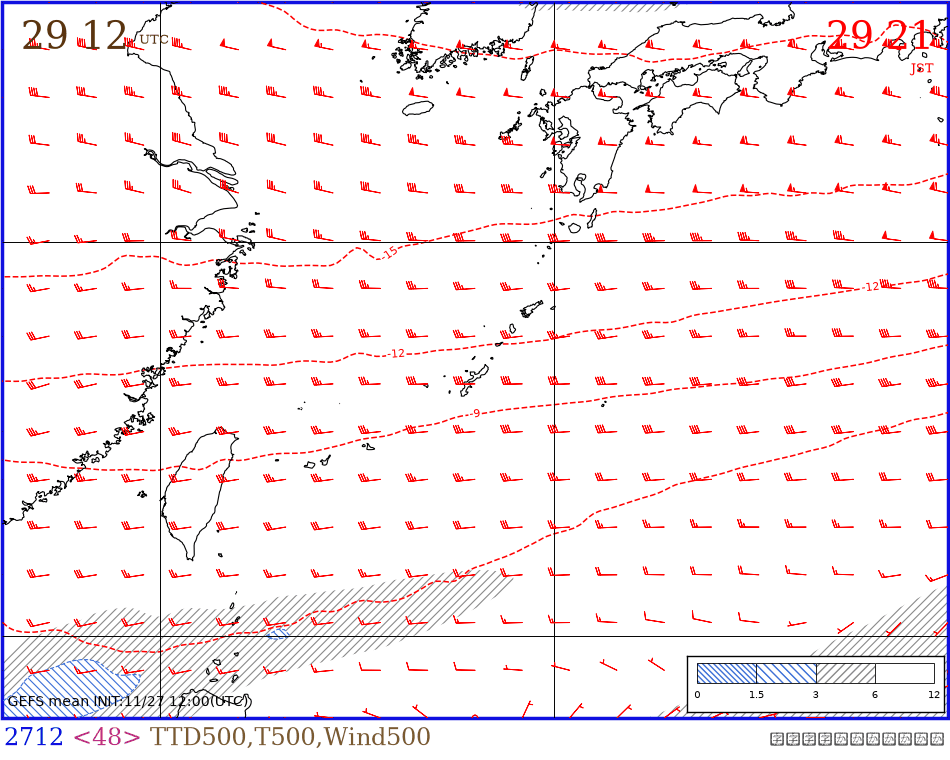 29 12 UTC
29 21
JST
-15
-12
-12
-9
GEFS mean INIT:11/27 12:00(UTC)
0 1.5 3 6 12
2712 <48> TTD500,T500,Wind500